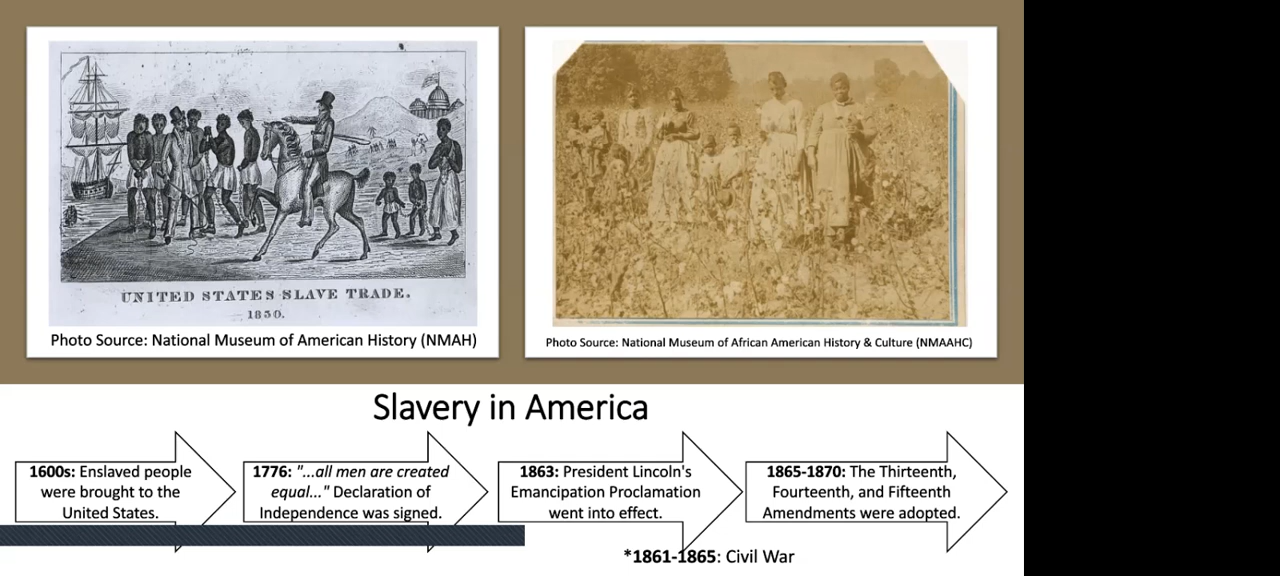 UNITED STATES SLAVE TRADE.
1830.
Photo Source: National Museum of American History (NMAH)
Photo Source: National Museum of African American History & Culture (NMAAHC)
Slavery in America
1600s: Enslaved people
were brought to the
United States.
1776: "...all men are created
equal..." Declaration of
Independence was signed.
1863: President Lincoln's
Emancipation Proclamation
went into effect.
1865-1870: The Thirteenth,
Fourteenth, and Fifteenth
Amendments were adopted.
*1861-1865: Civil War